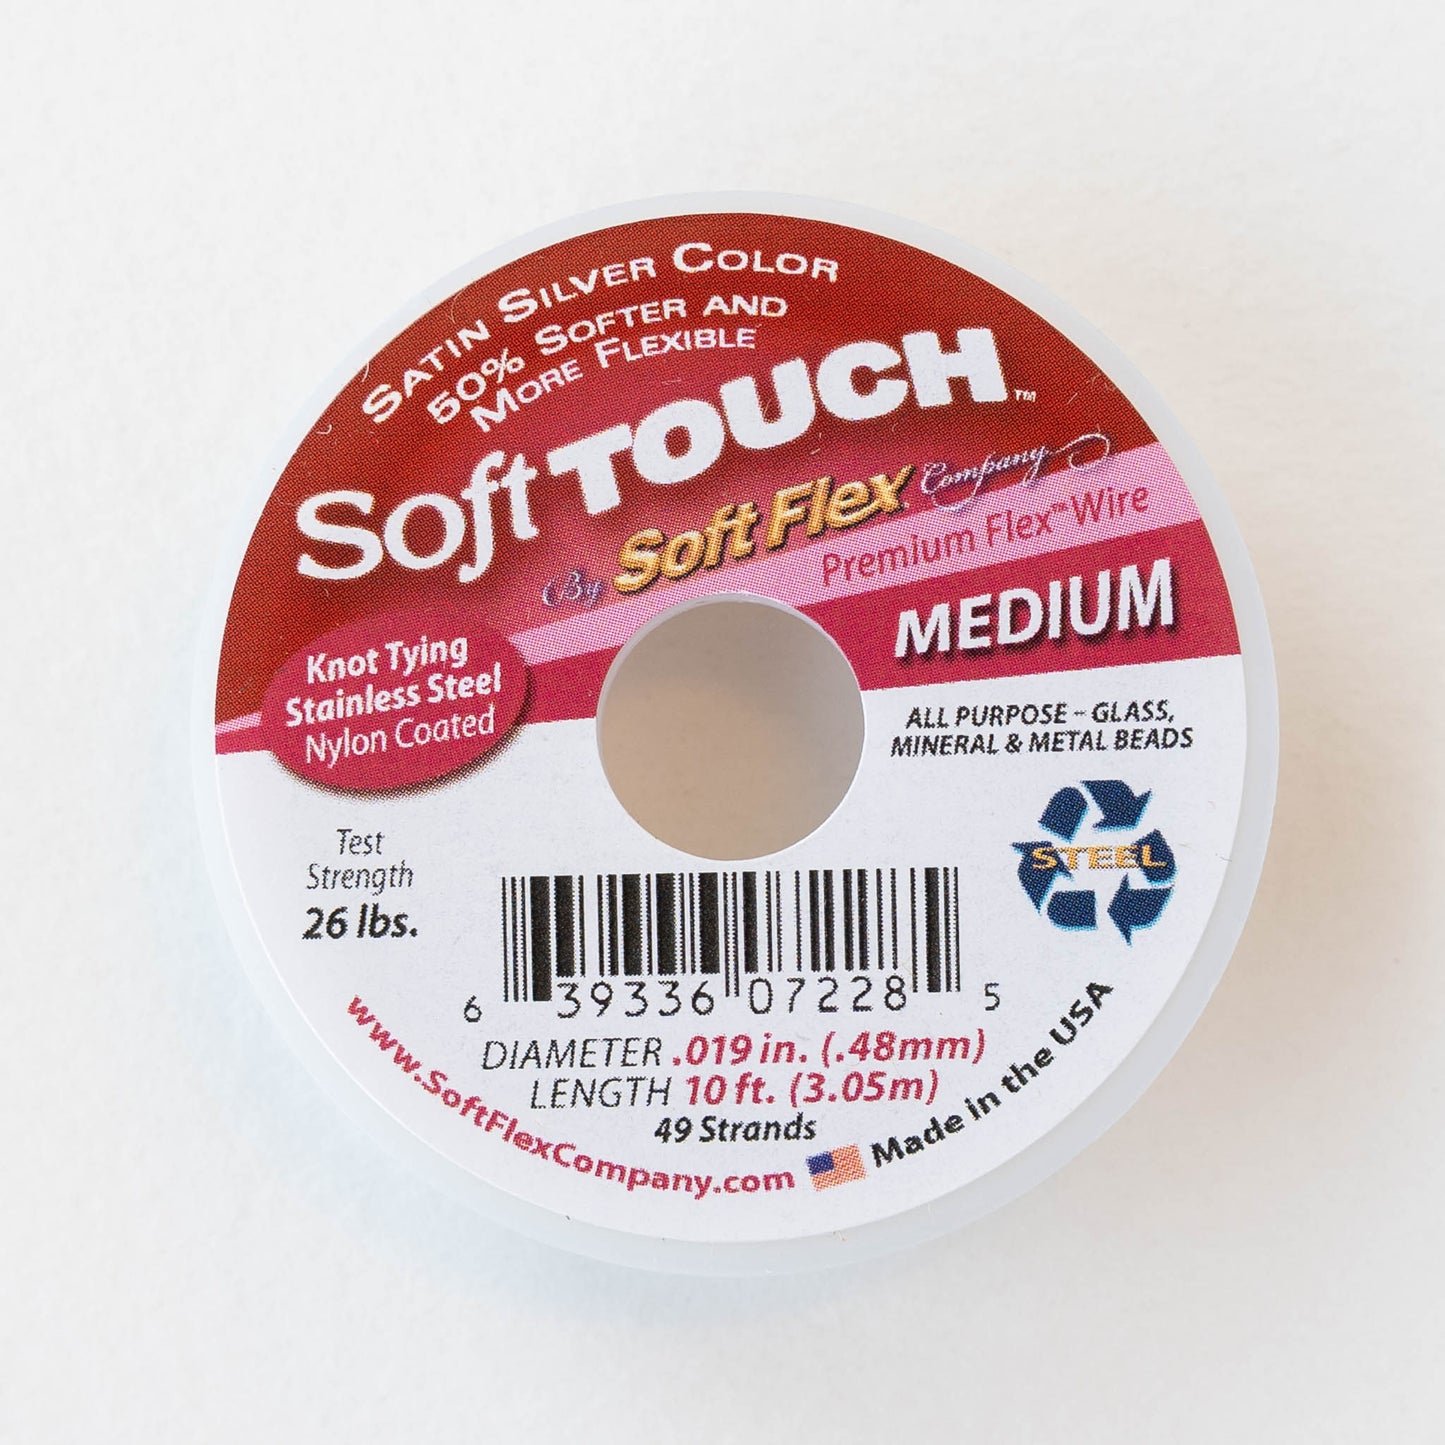 SATIN SILVER COLOR
50% SOFTER AND
MORE FLEXIBLE
Soft TOUCH™
By Soft Flex Company
Premium Flex™ Wire
MEDIUM
Knot Tying
Stainless Steel
Nylon Coated
ALL PURPOSE - GLASS,
MINERAL & METAL BEADS
Test
Strength
26 lbs.
STEEL
6 39336 07228 5
DIAMETER .019 in. (.48mm)
LENGTH 10 ft. (3.05m)
49 Strands
www.SoftFlexCompany.com
Made in the USA